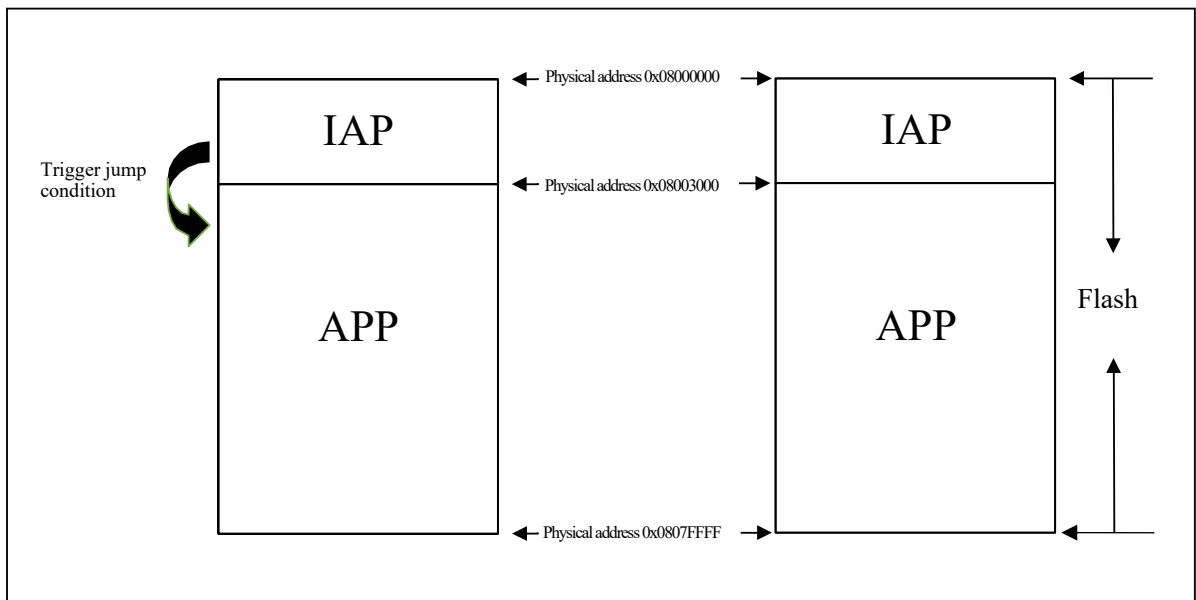 Physical address 0x08000000
IAP
IAP
Trigger jump
condition
Physical address 0x08003000
Flash
APP
APP
Physical address 0x0807FFFF